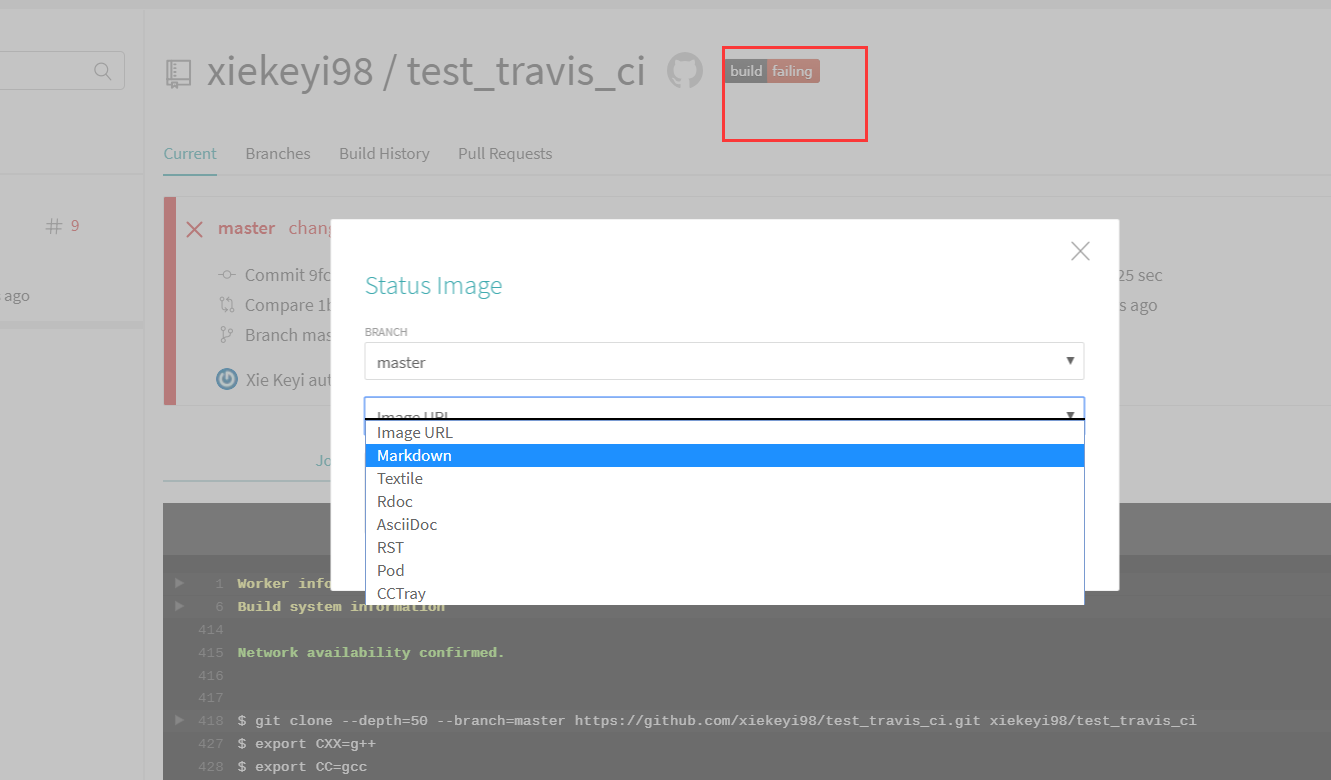 xiekeyi98 / test_travis_ci
build failing
Current Branches Build History Pull Requests
# 9
master chang
Commit 9fc
25 sec
Compare 1b
s ago
ago
Branch mas
Xie Keyi aut
Status Image
BRANCH
master
Image URL
Image URL
Markdown
Textile
Rdoc
AsciiDoc
RST
Pod
CCTray
Jo
1 Worker info
6 Build system information
414
415 Network availability confirmed.
416
417
418 $ git clone --depth=50 --branch=master https://github.com/xiekeyi98/test_travis_ci.git xiekeyi98/test_travis_ci
427 $ export CXX=g++
428 $ export CC=gcc